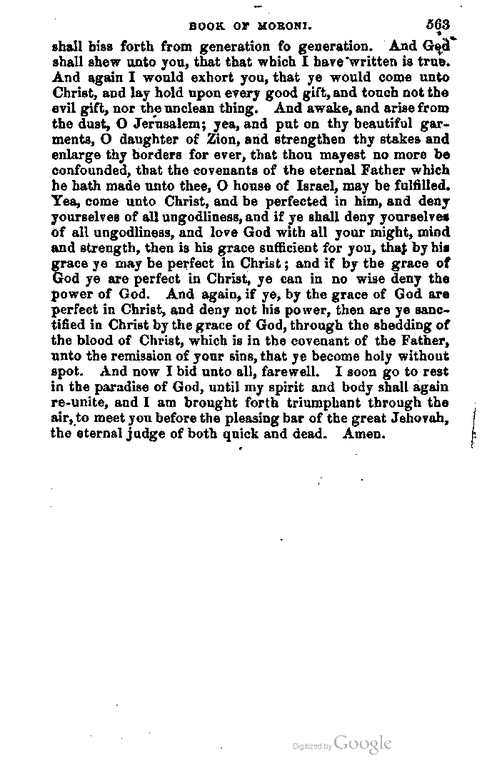 BOOK OF MORONI. 563
shall hiss forth from generation fo generation. And God
shall shew unto you, that that which I have written is true.
And again I would exhort you, that ye would come unto
Christ, and lay hold upon every good gift, and touch not the
evil gift, nor the unclean thing. And awake, and arise from
the dust, O Jerusalem; yea, and put on thy beautiful gar-
ments, O daughter of Zion, and strengthen thy stakes and
enlarge thy borders for ever, that thou mayest no more be
confounded, that the covenants of the eternal Father which
he hath made unto thee, O house of Israel, may be fulfilled.
Yea, come unto Christ, and be perfected in him, and deny
yourselves of all ungodliness, and if ye shall deny yourselves
of all ungodliness, and love God with all your might, mind
and strength, then is his grace sufficient for you, that by his
grace ye may be perfect in Christ; and if by the grace of
God ye are perfect in Christ, ye can in no wise deny the
power of God. And again, if ye, by the grace of God are
perfect in Christ, and deny not his power, then are ye sanc-
tified in Christ by the grace of God, through the shedding of
the blood of Christ, which is in the covenant of the Father,
unto the remission of your sins, that ye become holy without
spot. And now I bid unto all, farewell. I soon go to rest
in the paradise of God, until my spirit and body shall again
re-unite, and I am brought forth triumphant through the
air, to meet you before the pleasing bar of the great Jehovah,
the eternal judge of both quick and dead. Amen.
Digitized by Google